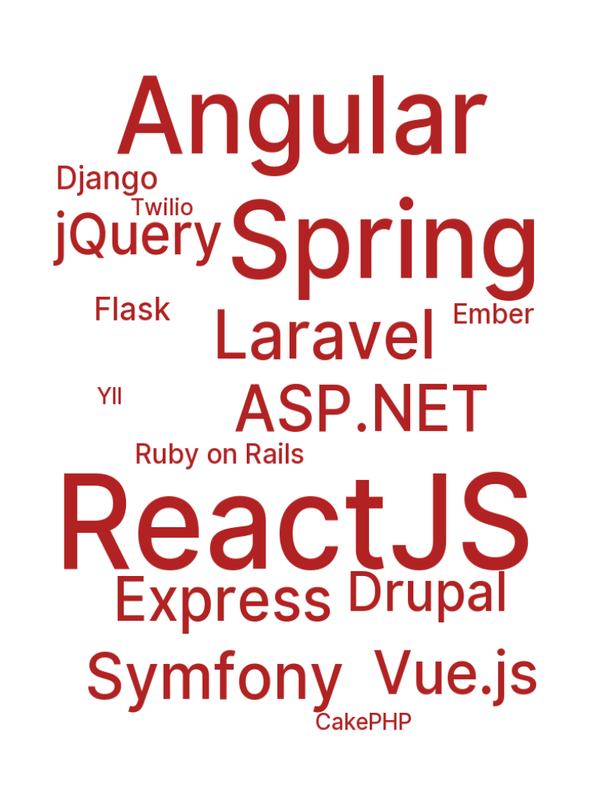 Angular
Django
Twilio
jQuery
Spring
Flask
Ember
Laravel
YII
ASP.NET
Ruby on Rails
ReactJS
Express
Drupal
Symfony
Vue.js
CakePHP